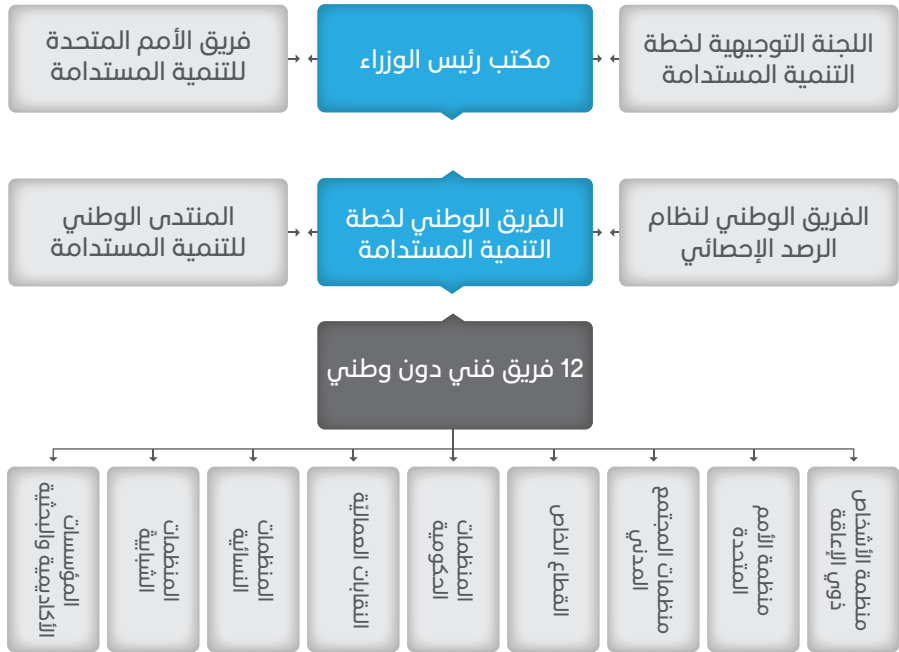 اللجنة التوجيهية لخطة
التنمية المستدامة
مكتب رئيس الوزراء
فريق الأمم المتحدة
للتنمية المستدامة
الفريق الوطني لنظام
الرصد الإحصائي
الفريق الوطني لخطة
التنمية المستدامة
المنتدى الوطني
للتنمية المستدامة
12 فريق فني دون وطني
منظمة الأشخاص
ذوي الإعاقة
منظمة الأمم
المتحدة
منظمات المجتمع
المدني
القطاع الخاص
المنظمات
الحكومية
النقابات العماليّة
المنظمات
النسائية
المنظمات
الشبابيّة
المؤسسات
الأكاديمية والبحثية